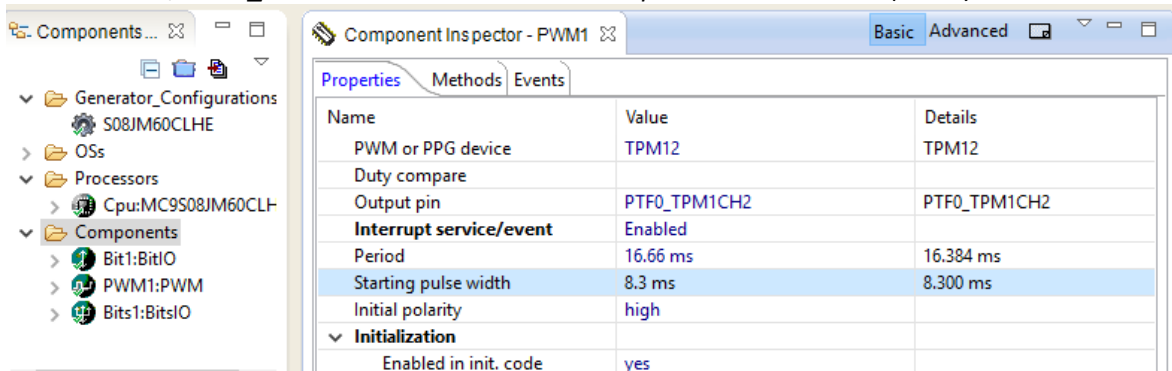 Components...
Generator_Configurations
S08JM60CLHE
OSs
Processors
Cpu:MC9S08JM60CLH
Components
Bit1:BitIO
PWM1:PWM
Bits1:BitsIO
Component Inspector - PWM1
Basic Advanced
Properties Methods Events
Name Value Details
PWM or PPG device TPM12 TPM12
Duty compare
Output pin PTF0_TPM1CH2 PTF0_TPM1CH2
Interrupt service/event Enabled
Period 16.66 ms 16.384 ms
Starting pulse width 8.3 ms 8.300 ms
Initial polarity high
Initialization
Enabled in init. code yes